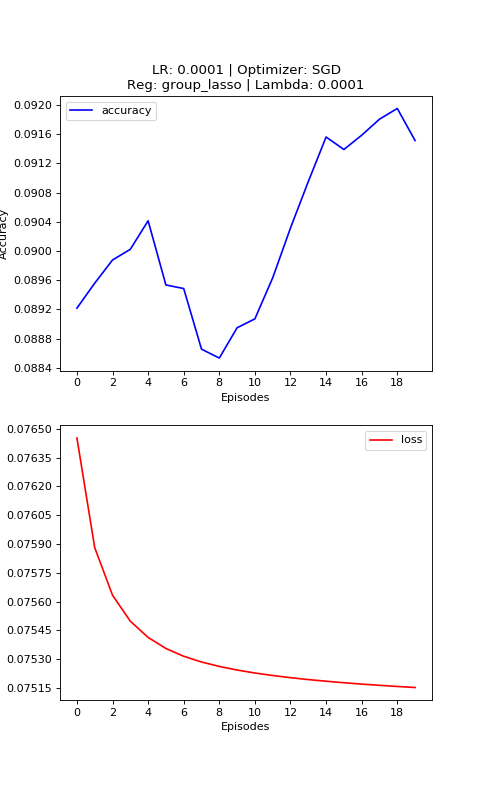 LR: 0.0001 | Optimizer: SGD
Reg: group_lasso | Lambda: 0.0001
accuracy
0.0920
0.0916
0.0912
0.0908
0.0904
0.0900
0.0896
0.0892
0.0888
0.0884
Accuracy
0 2 4 6 8 10 12 14 16 18
Episodes
loss
0.07650
0.07635
0.07620
0.07605
0.07590
0.07575
0.07560
0.07545
0.07530
0.07515
0 2 4 6 8 10 12 14 16 18
Episodes